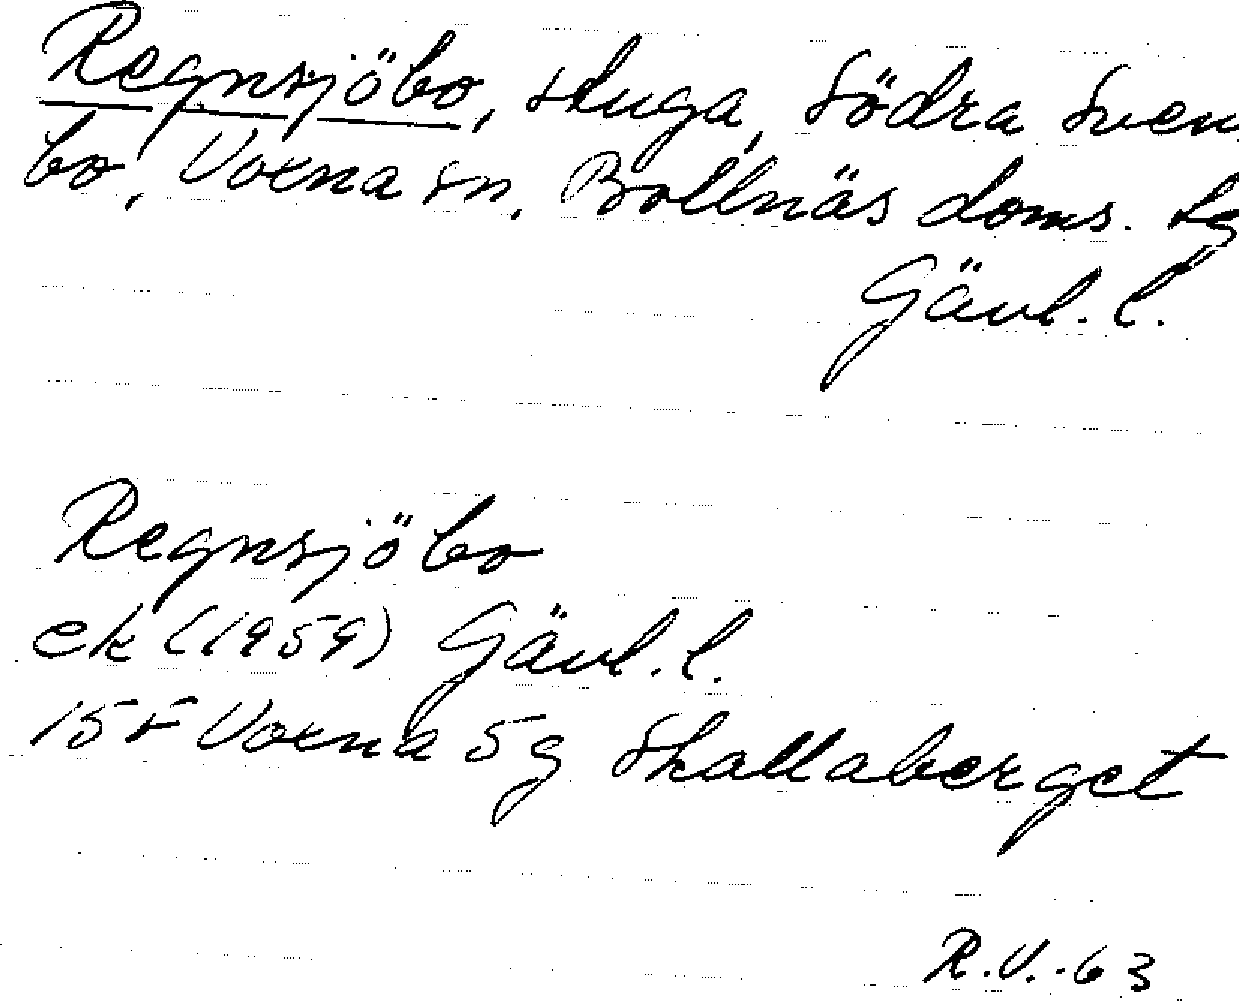 Regnsjöbo, stuga, Södra Sven
bo, Voxna sn, Bollnäs doms. sg
Gävl. l.
Regnsjöbo
ek (1959) Gävl. l.
15F Voxna 5g Skallaberget
R.V.-63